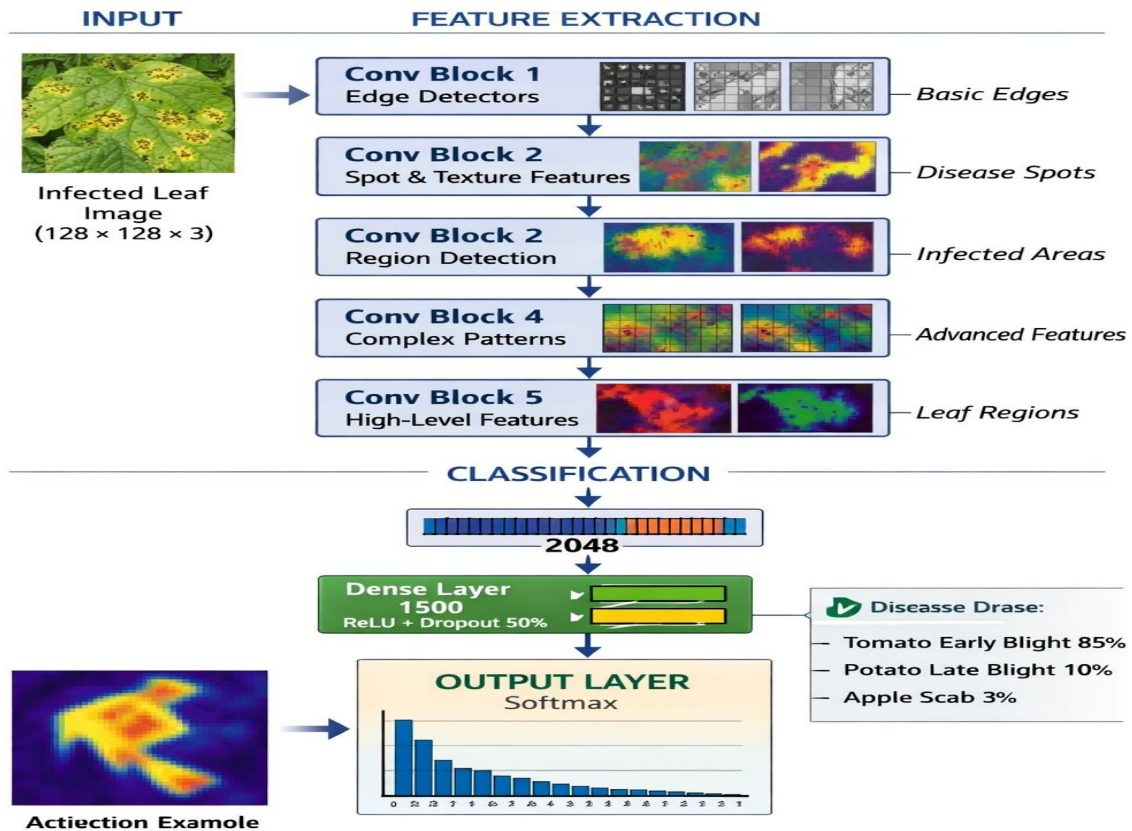 INPUT
FEATURE EXTRACTION
Infected Leaf
Image
(128 × 128 × 3)
Conv Block 1
Edge Detectors
Basic Edges
Conv Block 2
Spot & Texture Features
Disease Spots
Conv Block 2
Region Detection
Infected Areas
Conv Block 4
Complex Patterns
Advanced Features
Conv Block 5
High-Level Features
Leaf Regions
CLASSIFICATION
2048
Dense Layer
1500
ReLU + Dropout 50%
Discasse Drase:
Tomato Early Blight 85%
Potato Late Blight 10%
Apple Scab 3%
OUTPUT LAYER
Softmax
Actiection Examole